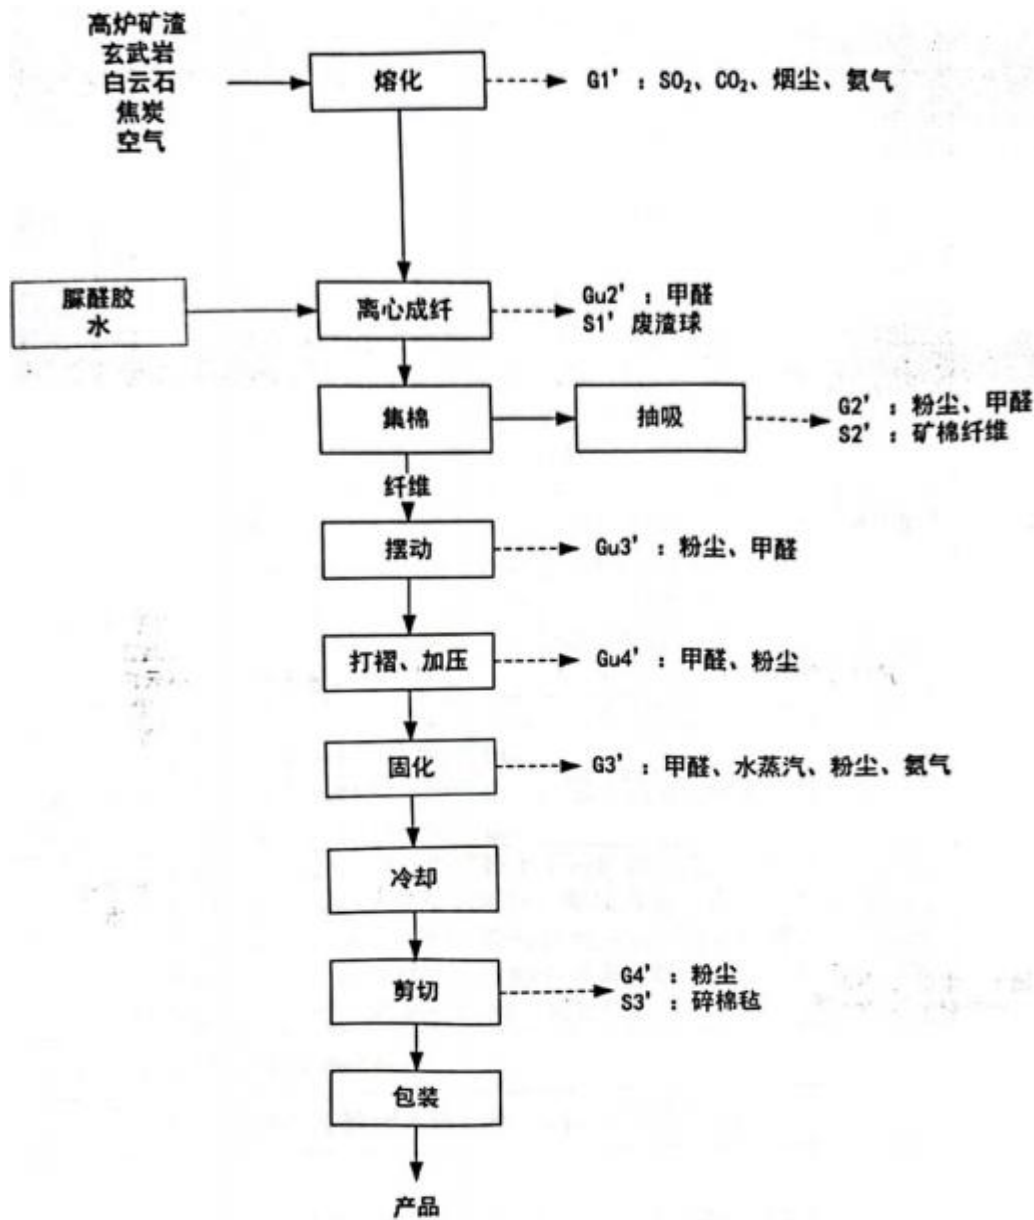 高炉矿渣
玄武岩
白云石
焦炭
空气
熔化
G1'：SO₂、CO₂、烟尘、氨气
脲醛胶
水
离心成纤
Gu2'：甲醛
S1' 废渣球
集棉
抽吸
G2'：粉尘、甲醛
S2'：矿棉纤维
纤维
摆动
Gu3'：粉尘、甲醛
打褶、加压
Gu4'：甲醛、粉尘
固化
G3'：甲醛、水蒸汽、粉尘、氨气
冷却
剪切
G4'：粉尘
S3'：碎棉毡
包装
产品